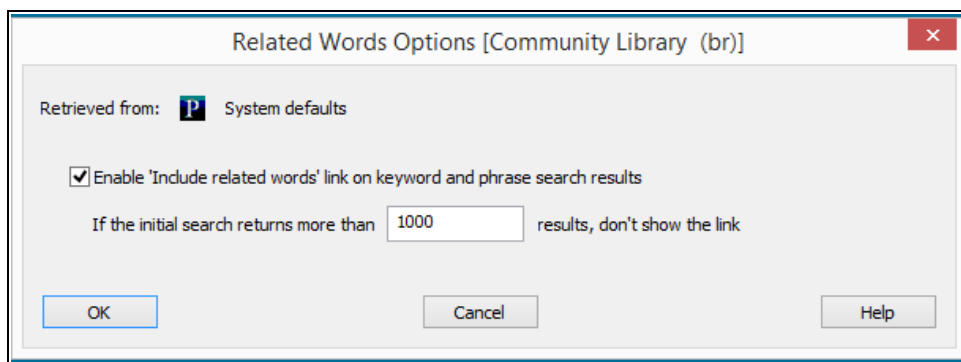 Related Words Options [Community Library (br)]
Retrieved from: P System defaults
Enable 'Include related words' link on keyword and phrase search results
If the initial search returns more than 1000 results, don't show the link
OK Cancel Help